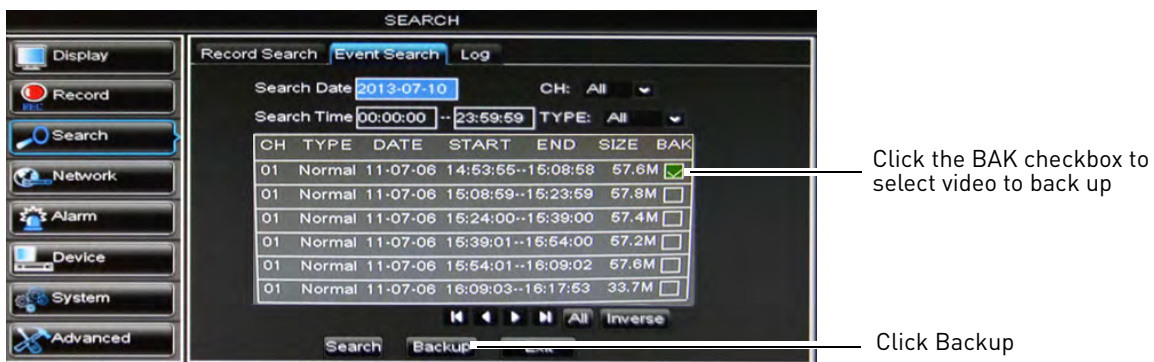 SEARCH
Display
Record Search Event Search Log
Search Date 2013-07-10 CH: All
Record
REC
Search Time 00:00:00 -- 23:59:59 TYPE: All
Search
CH TYPE DATE START END SIZE BAK
01 Normal 11-07-06 14:53:55--15:08:58 57.6M
Click the BAK checkbox to
select video to back up
Network
01 Normal 11-07-06 15:08:59--15:23:59 57.8M
Alarm
01 Normal 11-07-06 15:24:00--15:39:00 57.4M
01 Normal 11-07-06 15:39:01--15:54:00 57.2M
Device
01 Normal 11-07-06 15:54:01--16:09:02 57.6M
System
01 Normal 11-07-06 16:09:03--16:17:53 33.7M
All Inverse
Advanced
Search Backup Exit
Click Backup